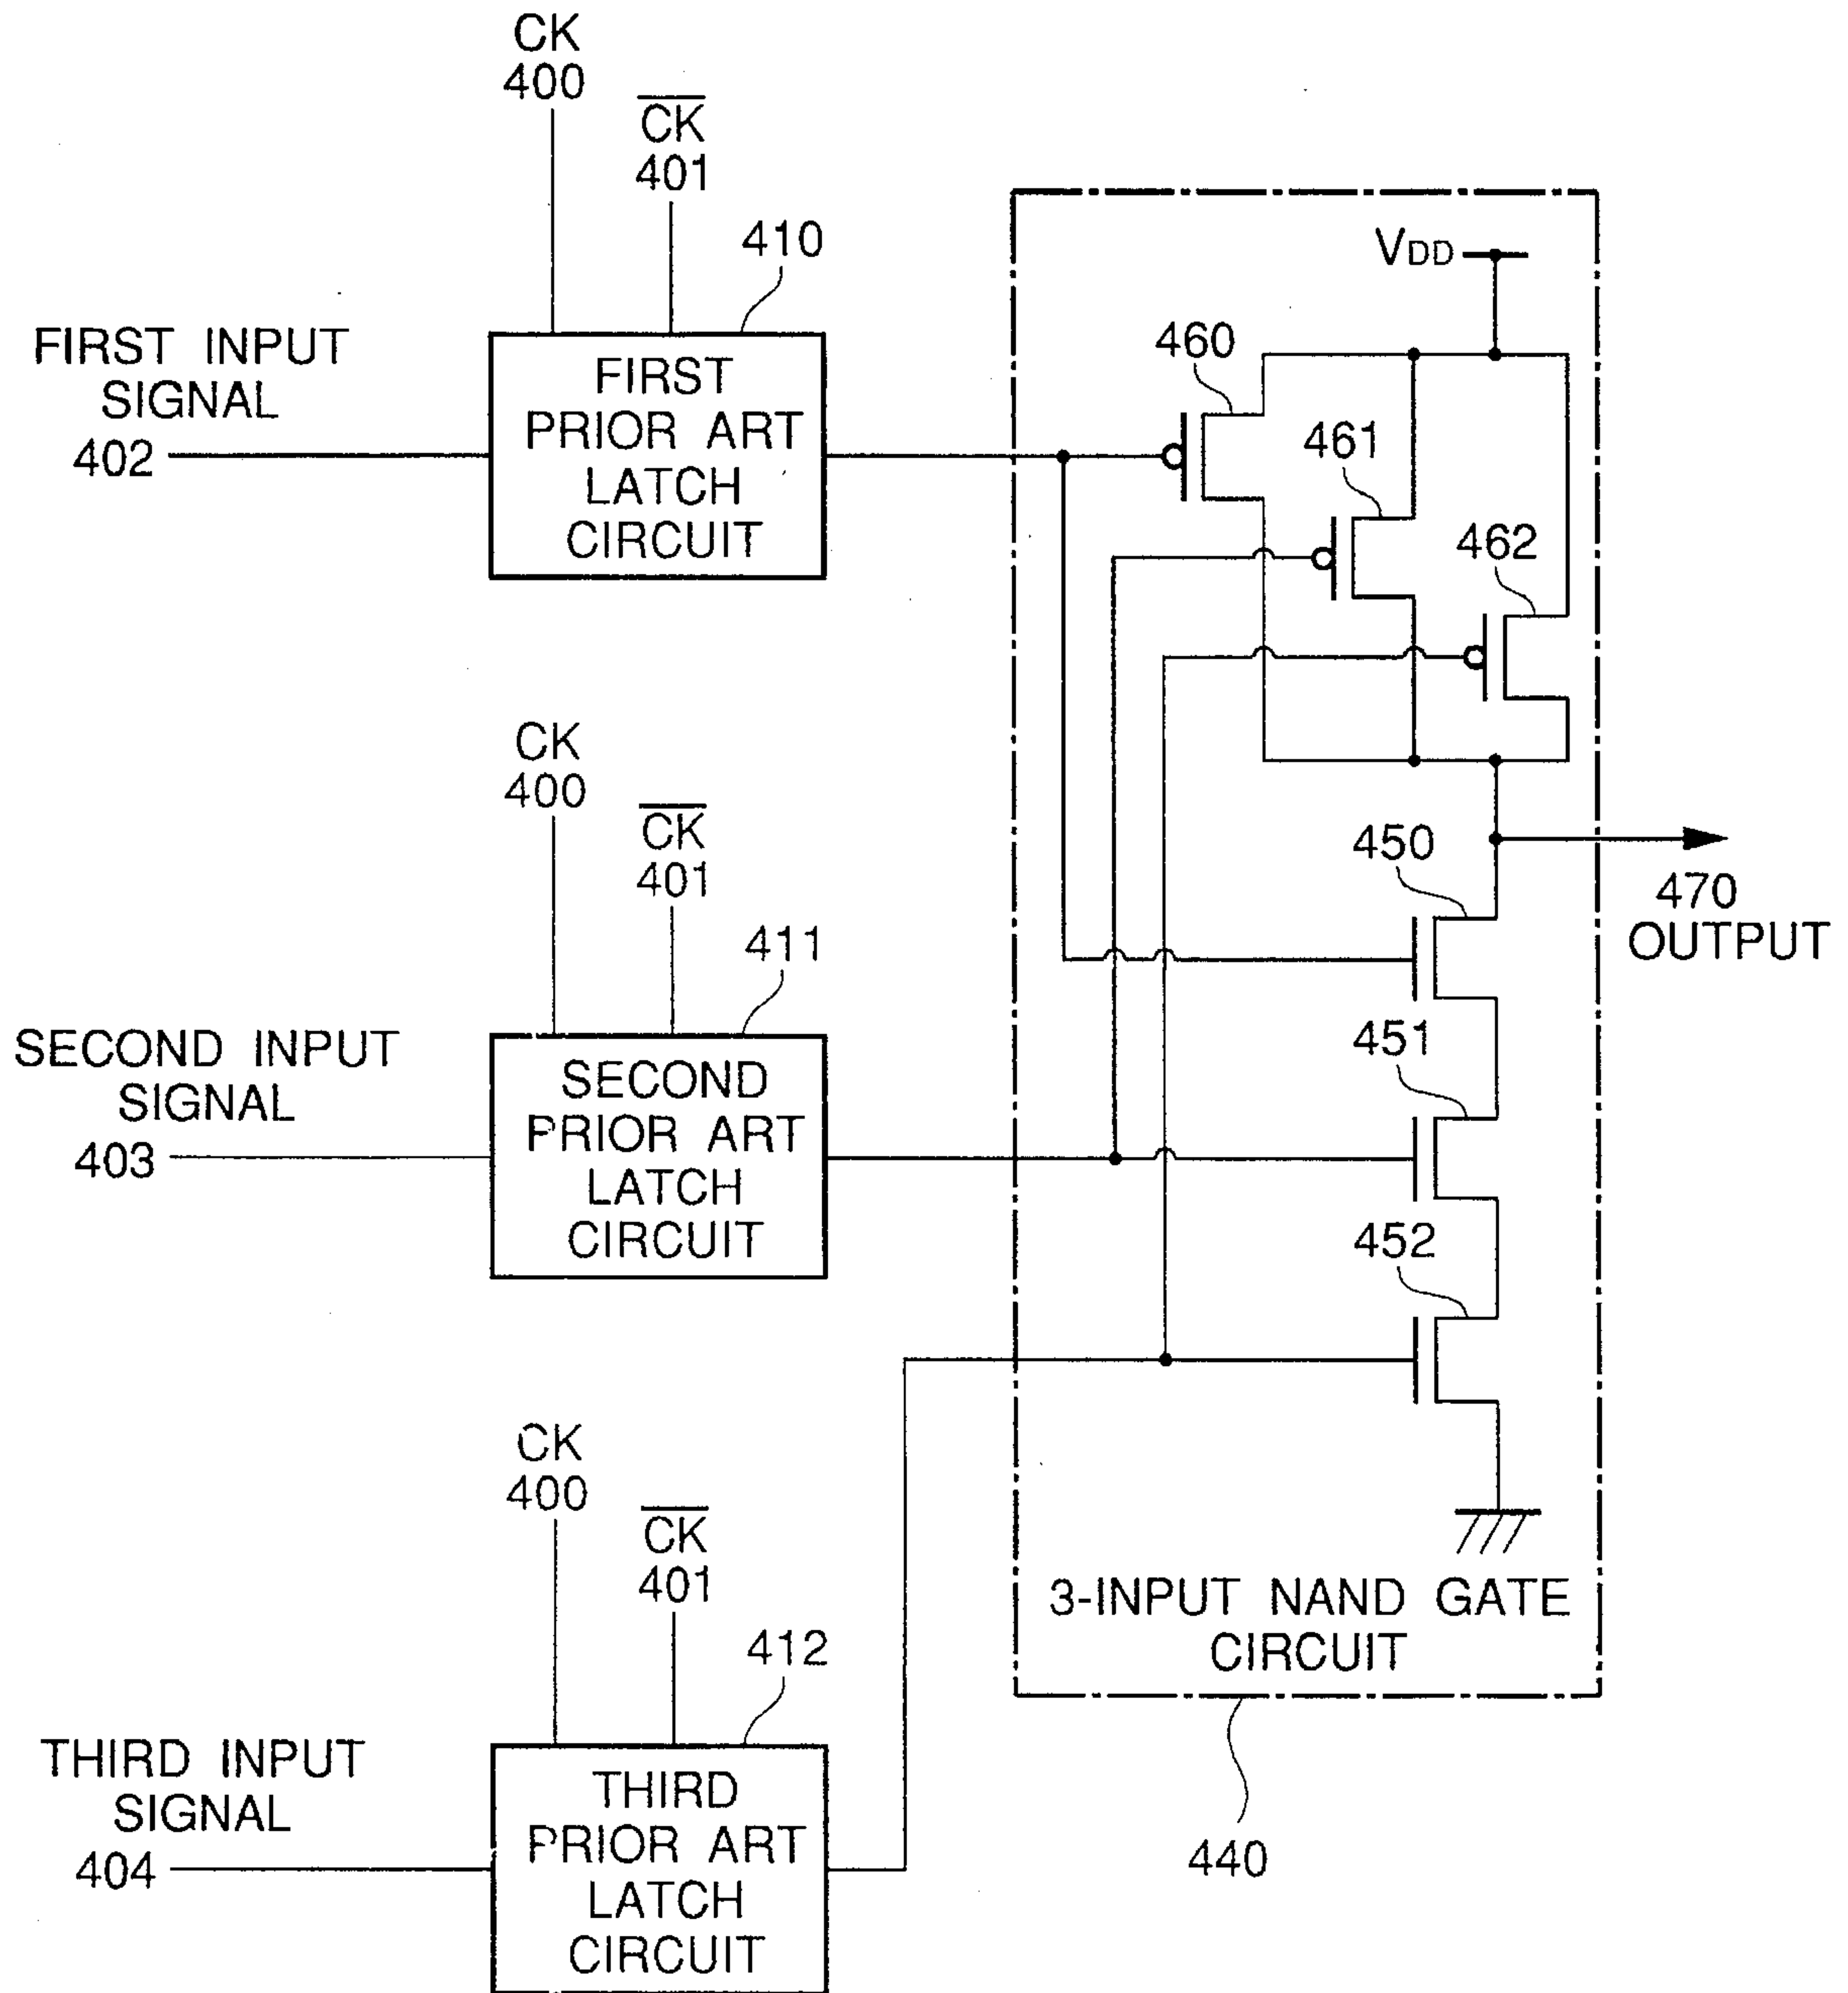 CK
400
CK
401
410
FIRST INPUT
SIGNAL
402
FIRST
PRIOR ART
LATCH
CIRCUIT
VDD
460
461
462
CK
400
CK
401
411
SECOND INPUT
SIGNAL
403
SECOND
PRIOR ART
LATCH
CIRCUIT
450
470
OUTPUT
451
452
CK
400
CK
401
412
THIRD INPUT
SIGNAL
404
THIRD
PRIOR ART
LATCH
CIRCUIT
3-INPUT NAND GATE
CIRCUIT
440